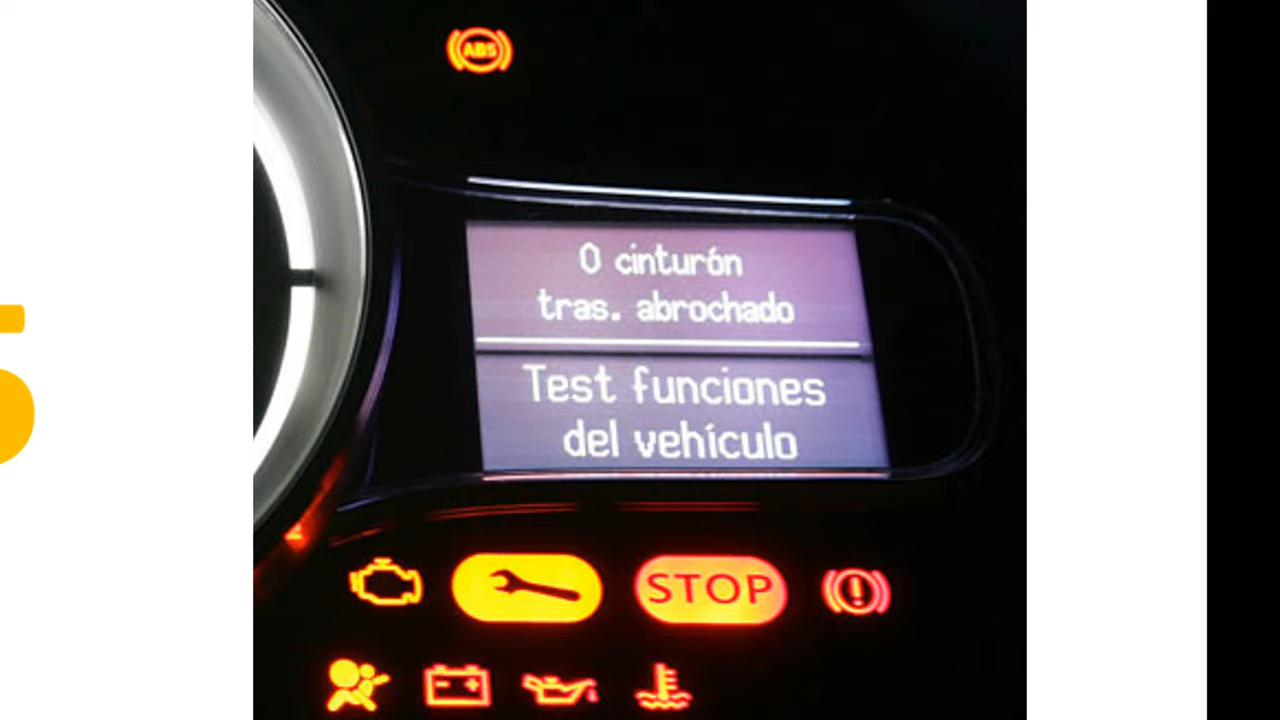 ABS
0 cinturón
tras. abrochado
Test funciones
del vehículo
STOP